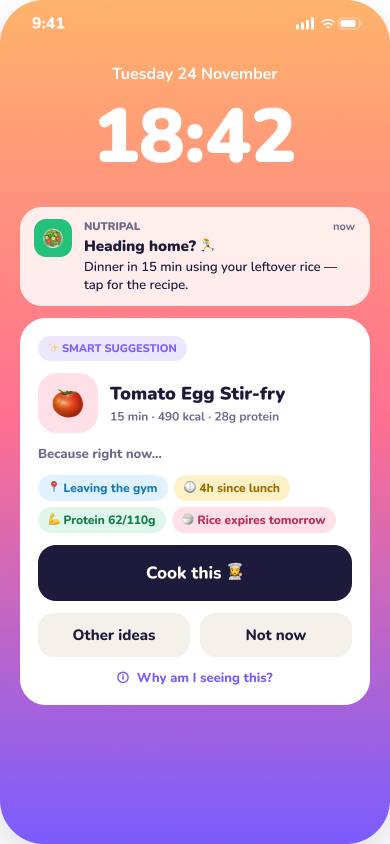 9:41
Tuesday 24 November
18:42
NUTRIPAL now
Heading home? 🏃
Dinner in 15 min using your leftover rice —
tap for the recipe.
✨ SMART SUGGESTION
Tomato Egg Stir-fry
15 min · 490 kcal · 28g protein
Because right now...
📍 Leaving the gym
🕧 4h since lunch
💪 Protein 62/110g
🍚 Rice expires tomorrow
Cook this 🧑‍🍳
Other ideas
Not now
Why am I seeing this?